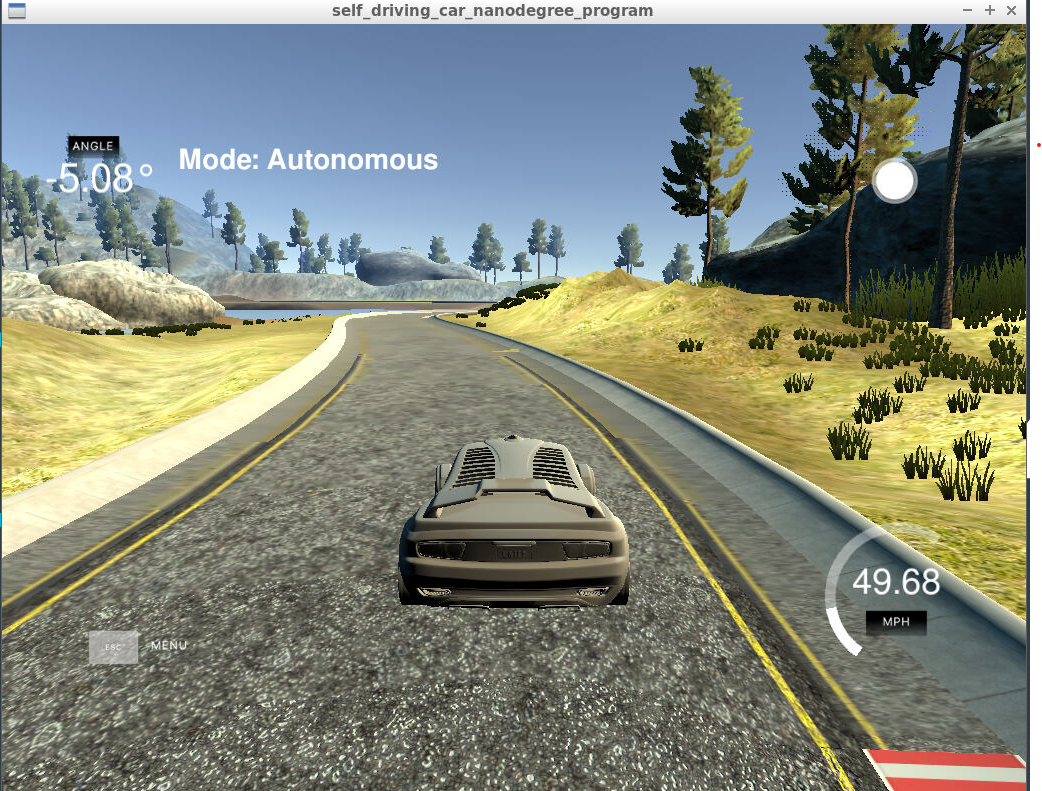 self_driving_car_nanodegree_program
ANGLE
-5.08°
Mode: Autonomous
49.68
MPH
ESC
MENU